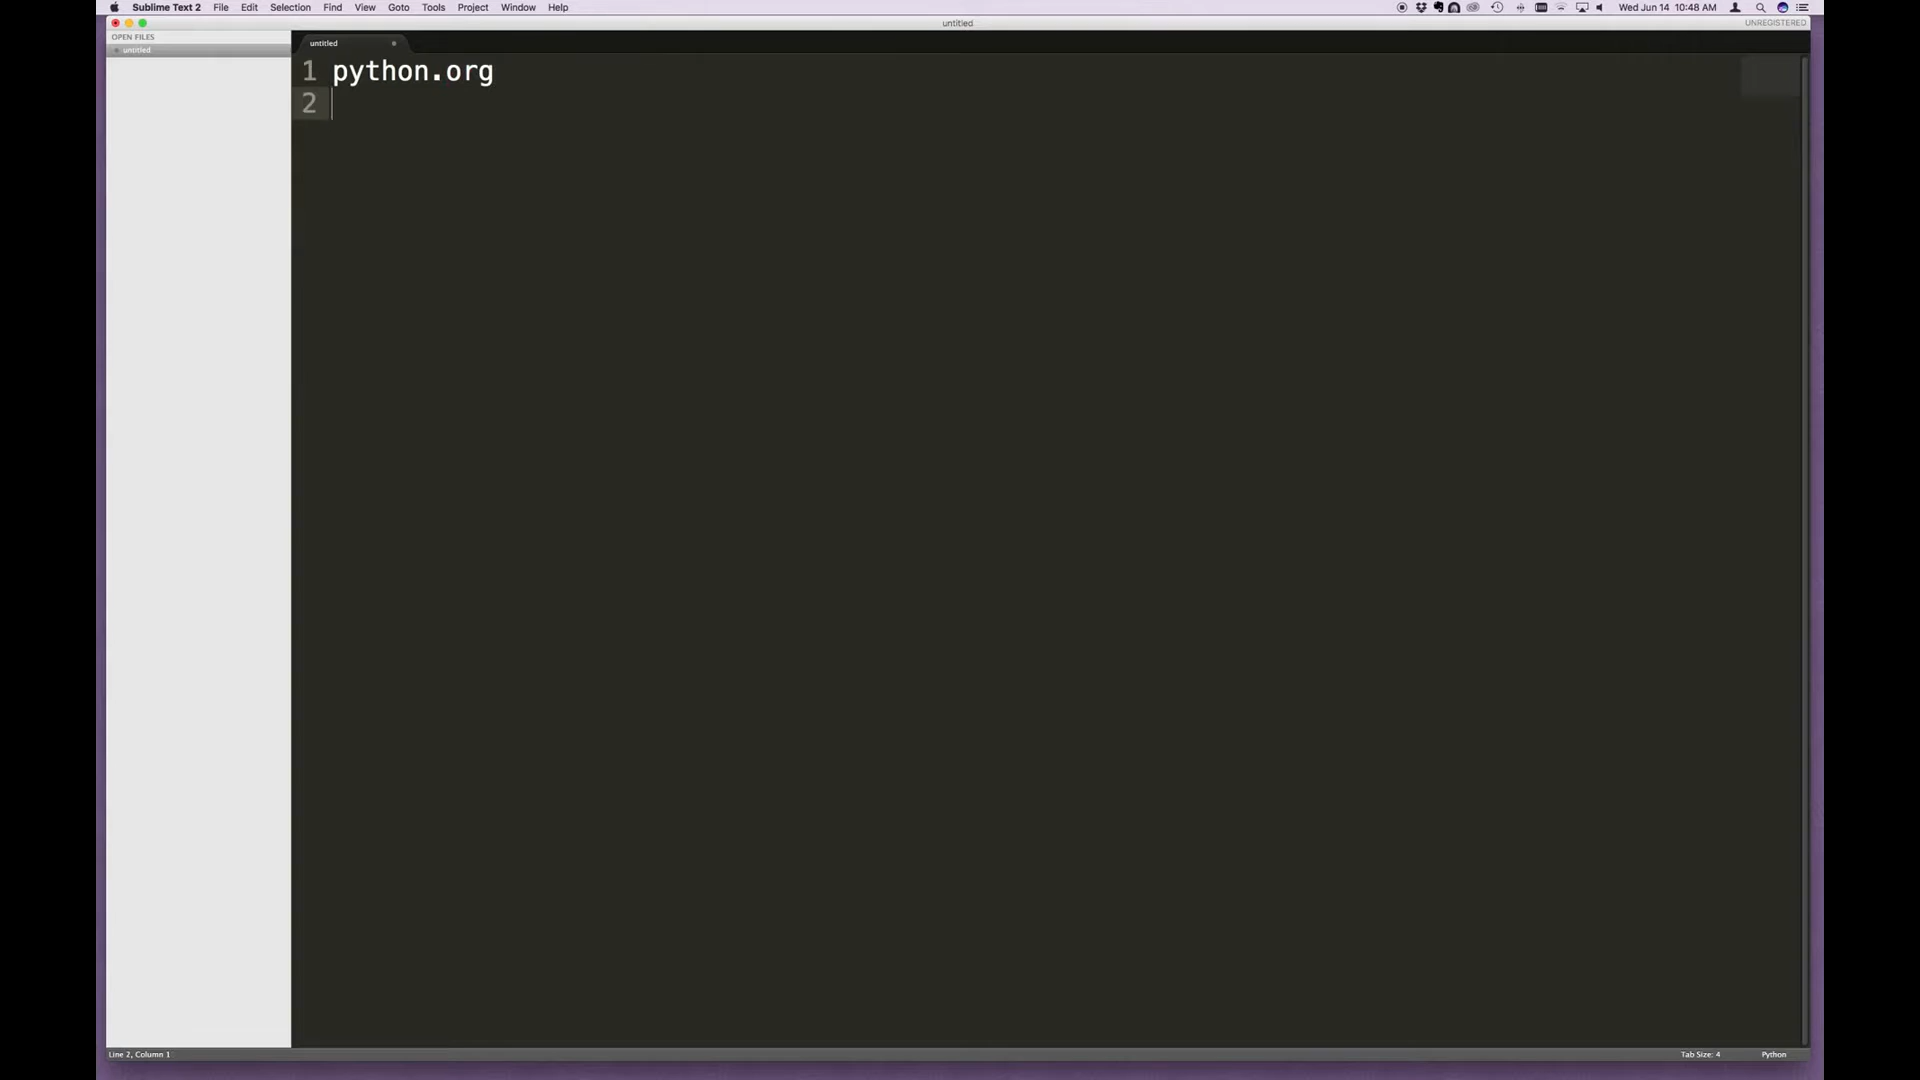 Sublime Text 2 File Edit Selection Find View Goto Tools Project Window Help Wed Jun 14 10:48 AM
untitled UNREGISTERED
OPEN FILES
untitled
untitled
1 python.org
2
Line 2, Column 1 Tab Size: 4 Python